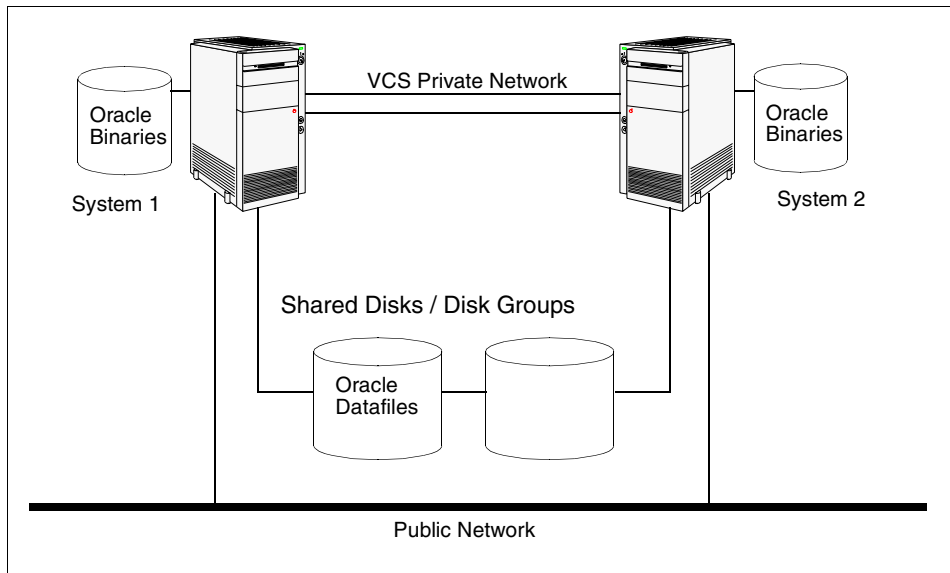 VCS Private Network
Oracle
Binaries
Oracle
Binaries
System 1
System 2
Shared Disks / Disk Groups
Oracle
Datafiles
Public Network